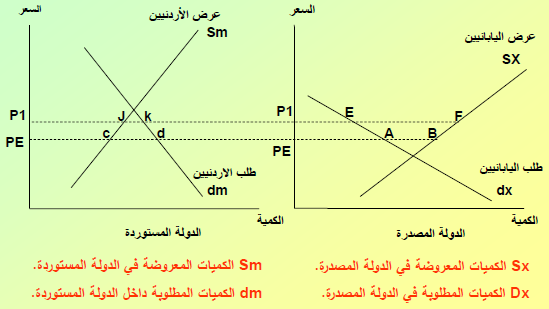 السعر
عرض الأردنيين
Sm
P1
J
k
PE
c
d
طلب الاردنيين
dm
الكمية
الدولة المستوردة
السعر
عرض اليابانيين
SX
P1
E
F
A
B
PE
طلب اليابانيين
dx
الكمية
الدولة المصدرة
Sx الكميات المعروضة في الدولة المصدرة.
Dx الكميات المطلوبة في الدولة المصدرة.
Sm الكميات المعروضة في الدولة المستوردة.
dm الكميات المطلوبة داخل الدولة المستوردة.